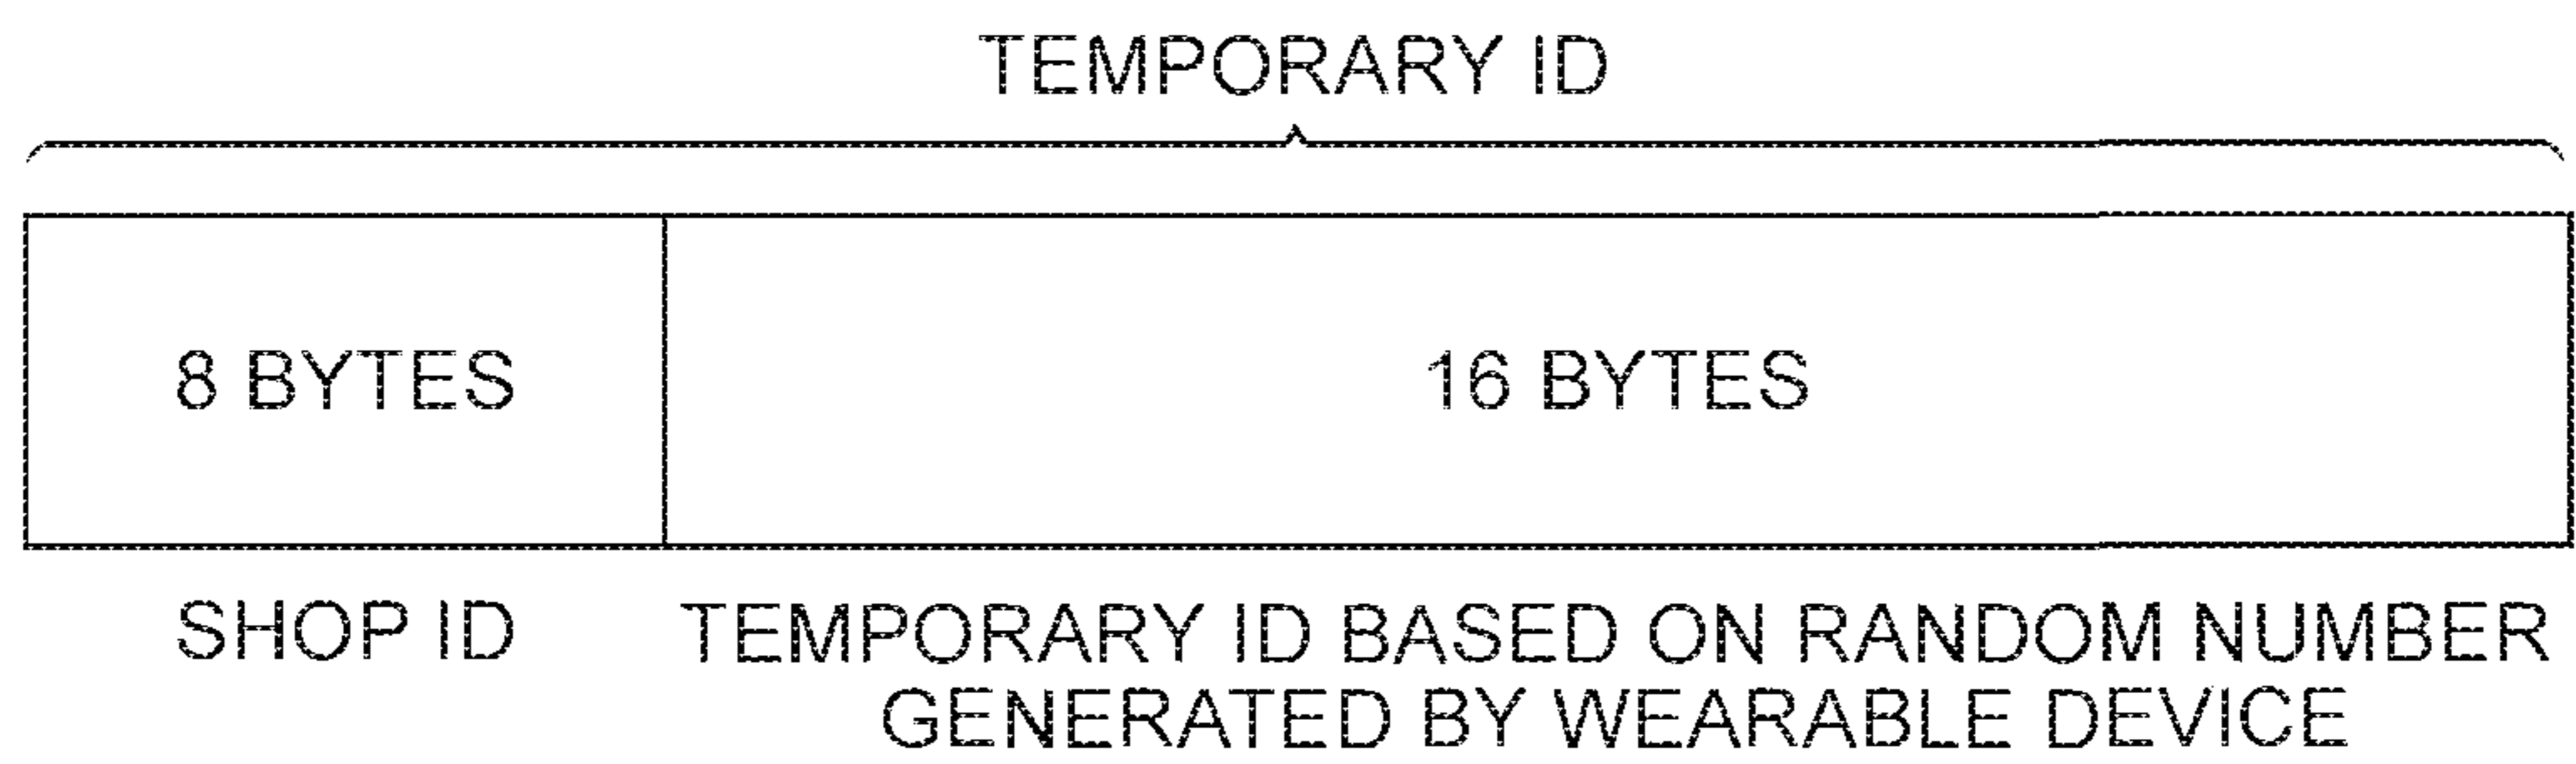 TEMPORARY ID
8 BYTES
16 BYTES
SHOP ID
TEMPORARY ID BASED ON RANDOM NUMBER
GENERATED BY WEARABLE DEVICE